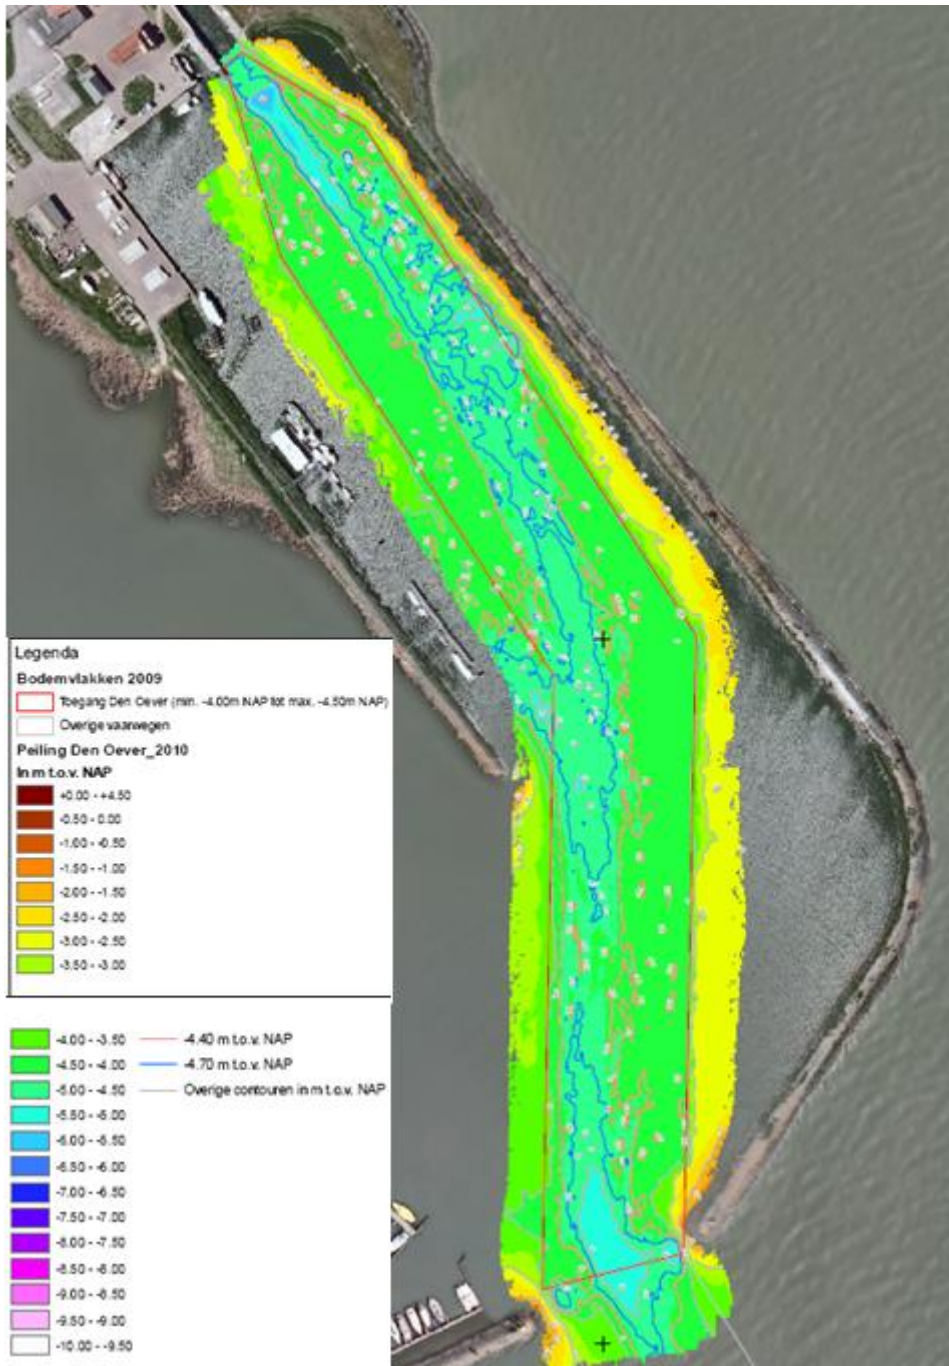 Legenda
Bodemvlakken 2009
Toegang Den Oever (min. -4.00m NAP tot max. -4.50m NAP)
Overige vaarwegen
Peiling Den Oever_2010
In m t.o.v. NAP
+0.00 - +4.50
-0.50 - 0.00
-1.00 - -0.50
-1.50 - -1.00
-2.00 - -1.50
-2.50 - -2.00
-3.00 - -2.50
-3.50 - -3.00
-4.00 - -3.50
-4.50 - -4.00
-5.00 - -4.50
-5.50 - -5.00
-6.00 - -5.50
-6.50 - -6.00
-7.00 - -6.50
-7.50 - -7.00
-8.00 - -7.50
-8.50 - -8.00
-9.00 - -8.50
-9.50 - -9.00
-10.00 - -9.50
-4.40 m t.o.v. NAP
-4.70 m t.o.v. NAP
Overige contouren in m t.o.v. NAP